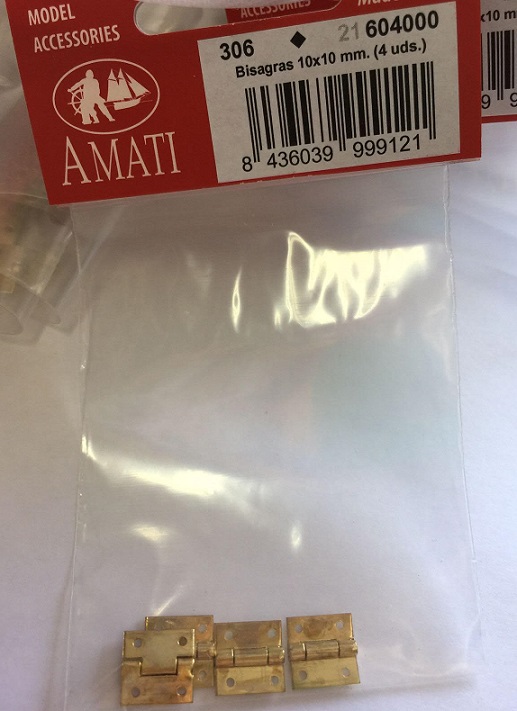 MODEL
ACCESSORIES
AMATI
ACCESSORIES
306 ◆ 21 604000
Bisagras 10x10 mm. (4 uds.)
8 436039 999121